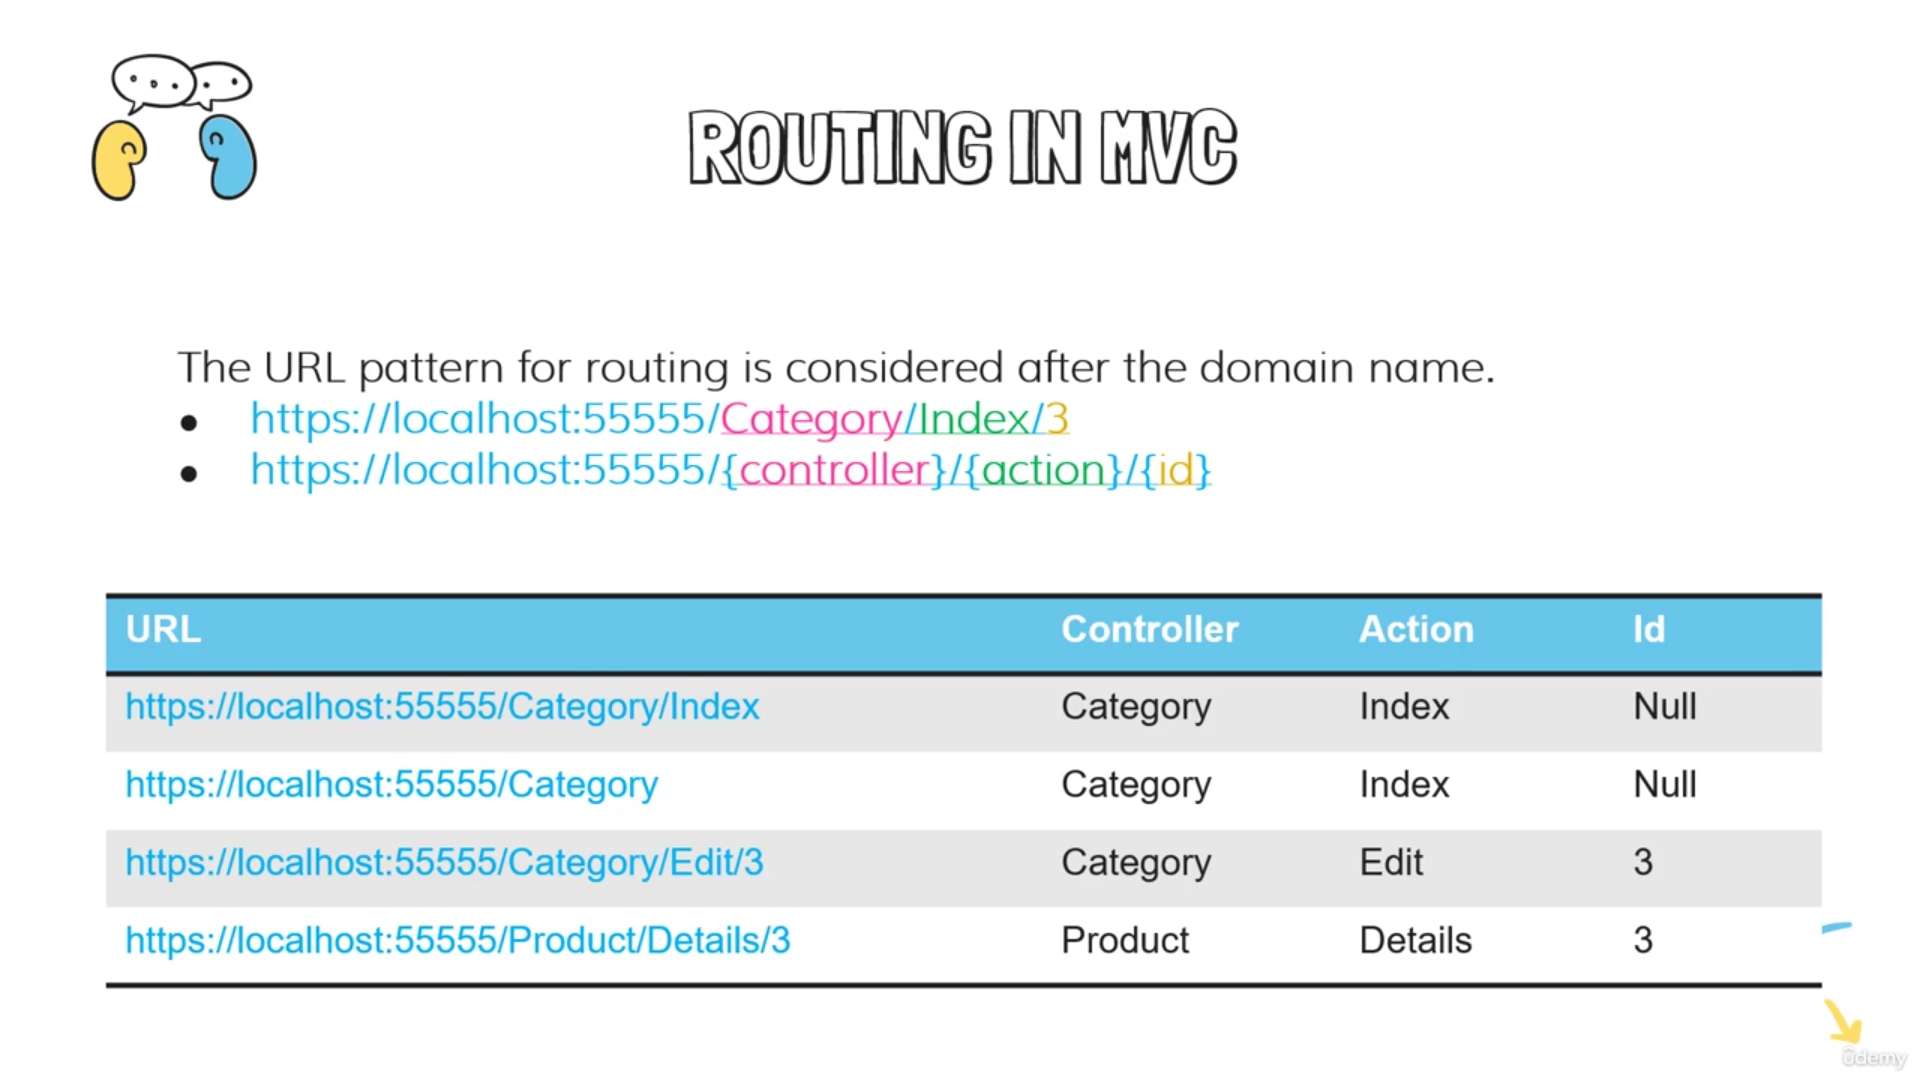 ROUTING IN MVC
The URL pattern for routing is considered after the domain name.
● https://localhost:55555/Category/Index/3
● https://localhost:55555/{controller}/{action}/{id}
URL Controller Action Id
https://localhost:55555/Category/Index Category Index Null
https://localhost:55555/Category Category Index Null
https://localhost:55555/Category/Edit/3 Category Edit 3
https://localhost:55555/Product/Details/3 Product Details 3
ûdemy